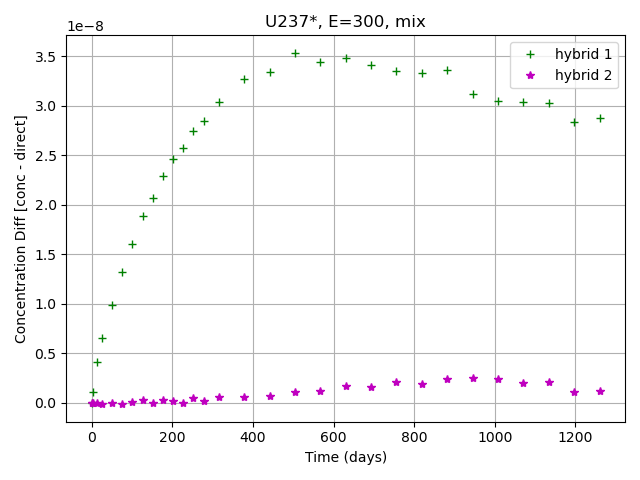 U237*, E=300, mix
1e−8
hybrid 1
hybrid 2
3.5
3.0
2.5
2.0
1.5
1.0
0.5
0.0
Concentration Diff [conc - direct]
0 200 400 600 800 1000 1200
Time (days)